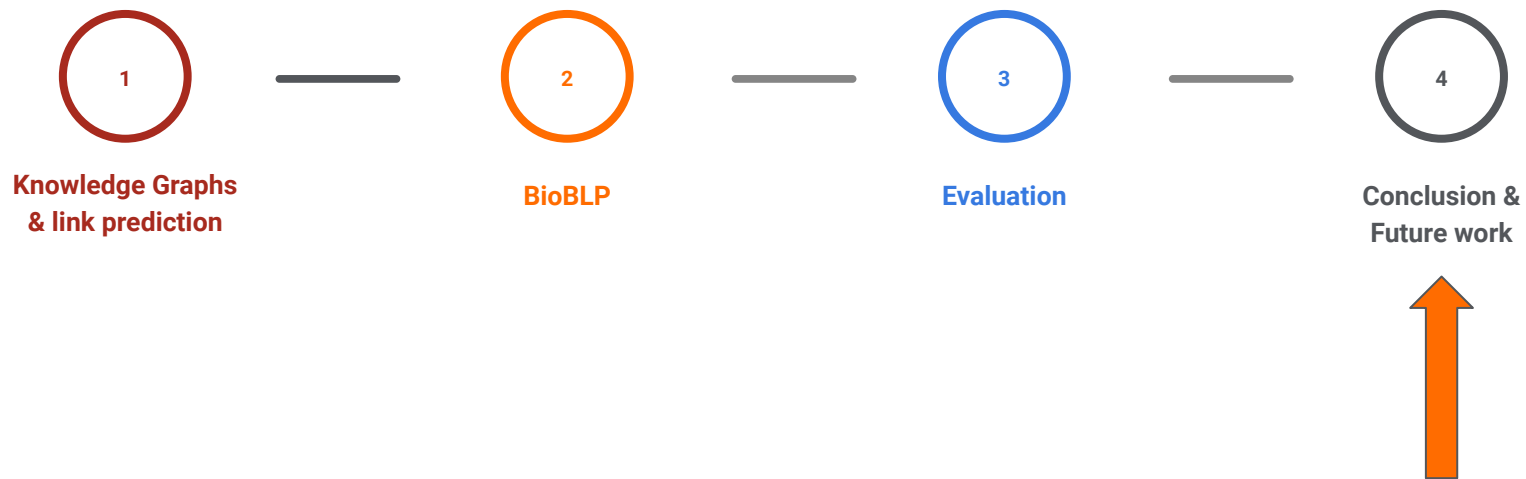 1
2
3
4
Knowledge Graphs
& link prediction
BioBLP
Evaluation
Conclusion &
Future work